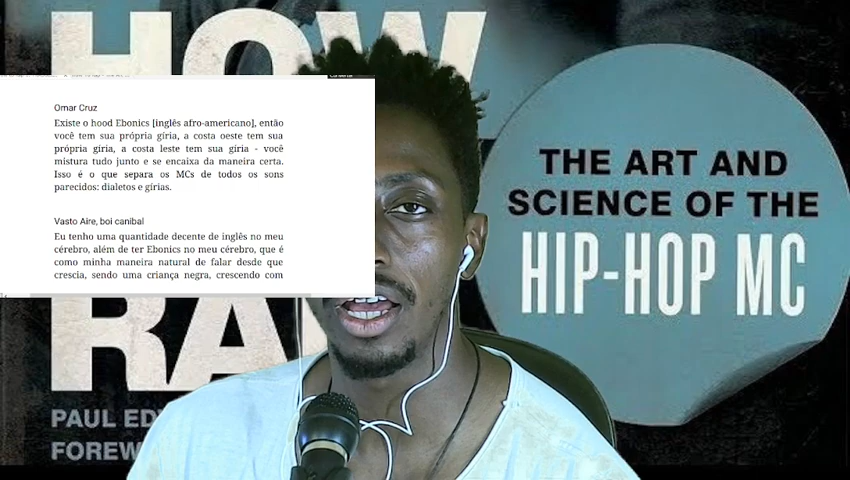 HOW
Omar Cruz
Existe o hood Ebonics [inglês afro-americano], então
você tem sua própria gíria, a costa oeste tem sua
própria gíria, a costa leste tem sua gíria - você
mistura tudo junto e se encaixa da maneira certa.
Isso é o que separa os MCs de todos os sons
parecidos: dialetos e gírias.
Vasto Aire, boi canibal
Eu tenho uma quantidade decente de inglês no meu
cérebro, além de ter Ebonics no meu cérebro, que é
como minha maneira natural de falar desde que
crescia, sendo uma criança negra, crescendo com
THE ART AND
SCIENCE OF THE
HIP-HOP MC
RA
PAUL ED
FOREW